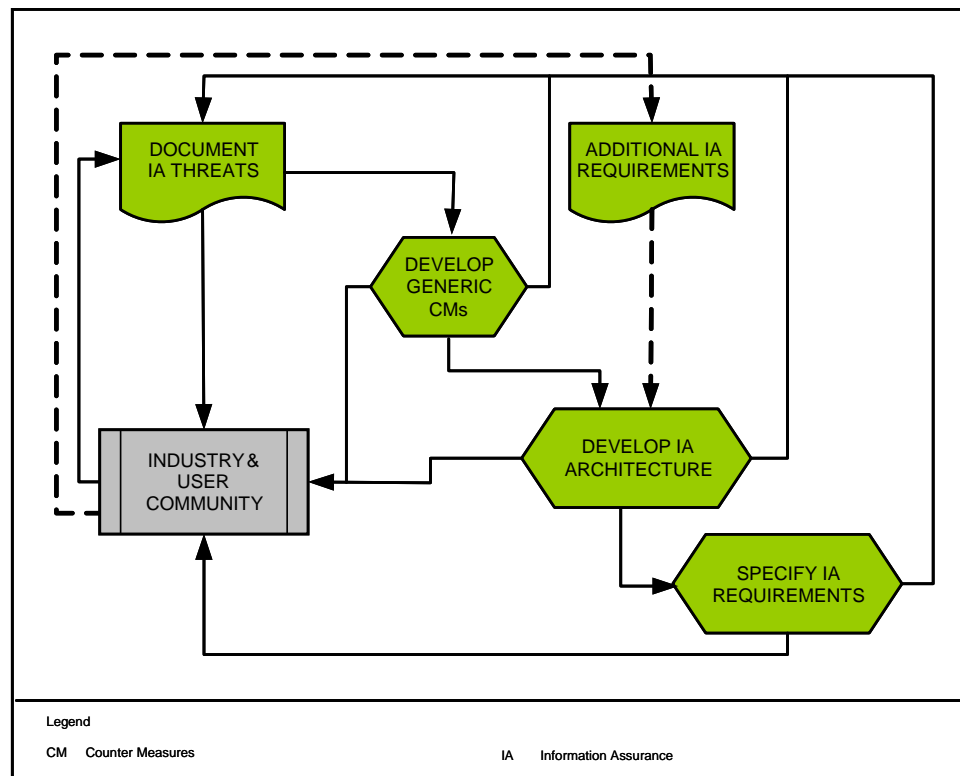 DOCUMENT
IA THREATS
ADDITIONAL IA
REQUIREMENTS
DEVELOP
GENERIC
CMs
INDUSTRY &
USER
COMMUNITY
DEVELOP IA
ARCHITECTURE
SPECIFY IA
REQUIREMENTS
Legend
CM Counter Measures
IA Information Assurance